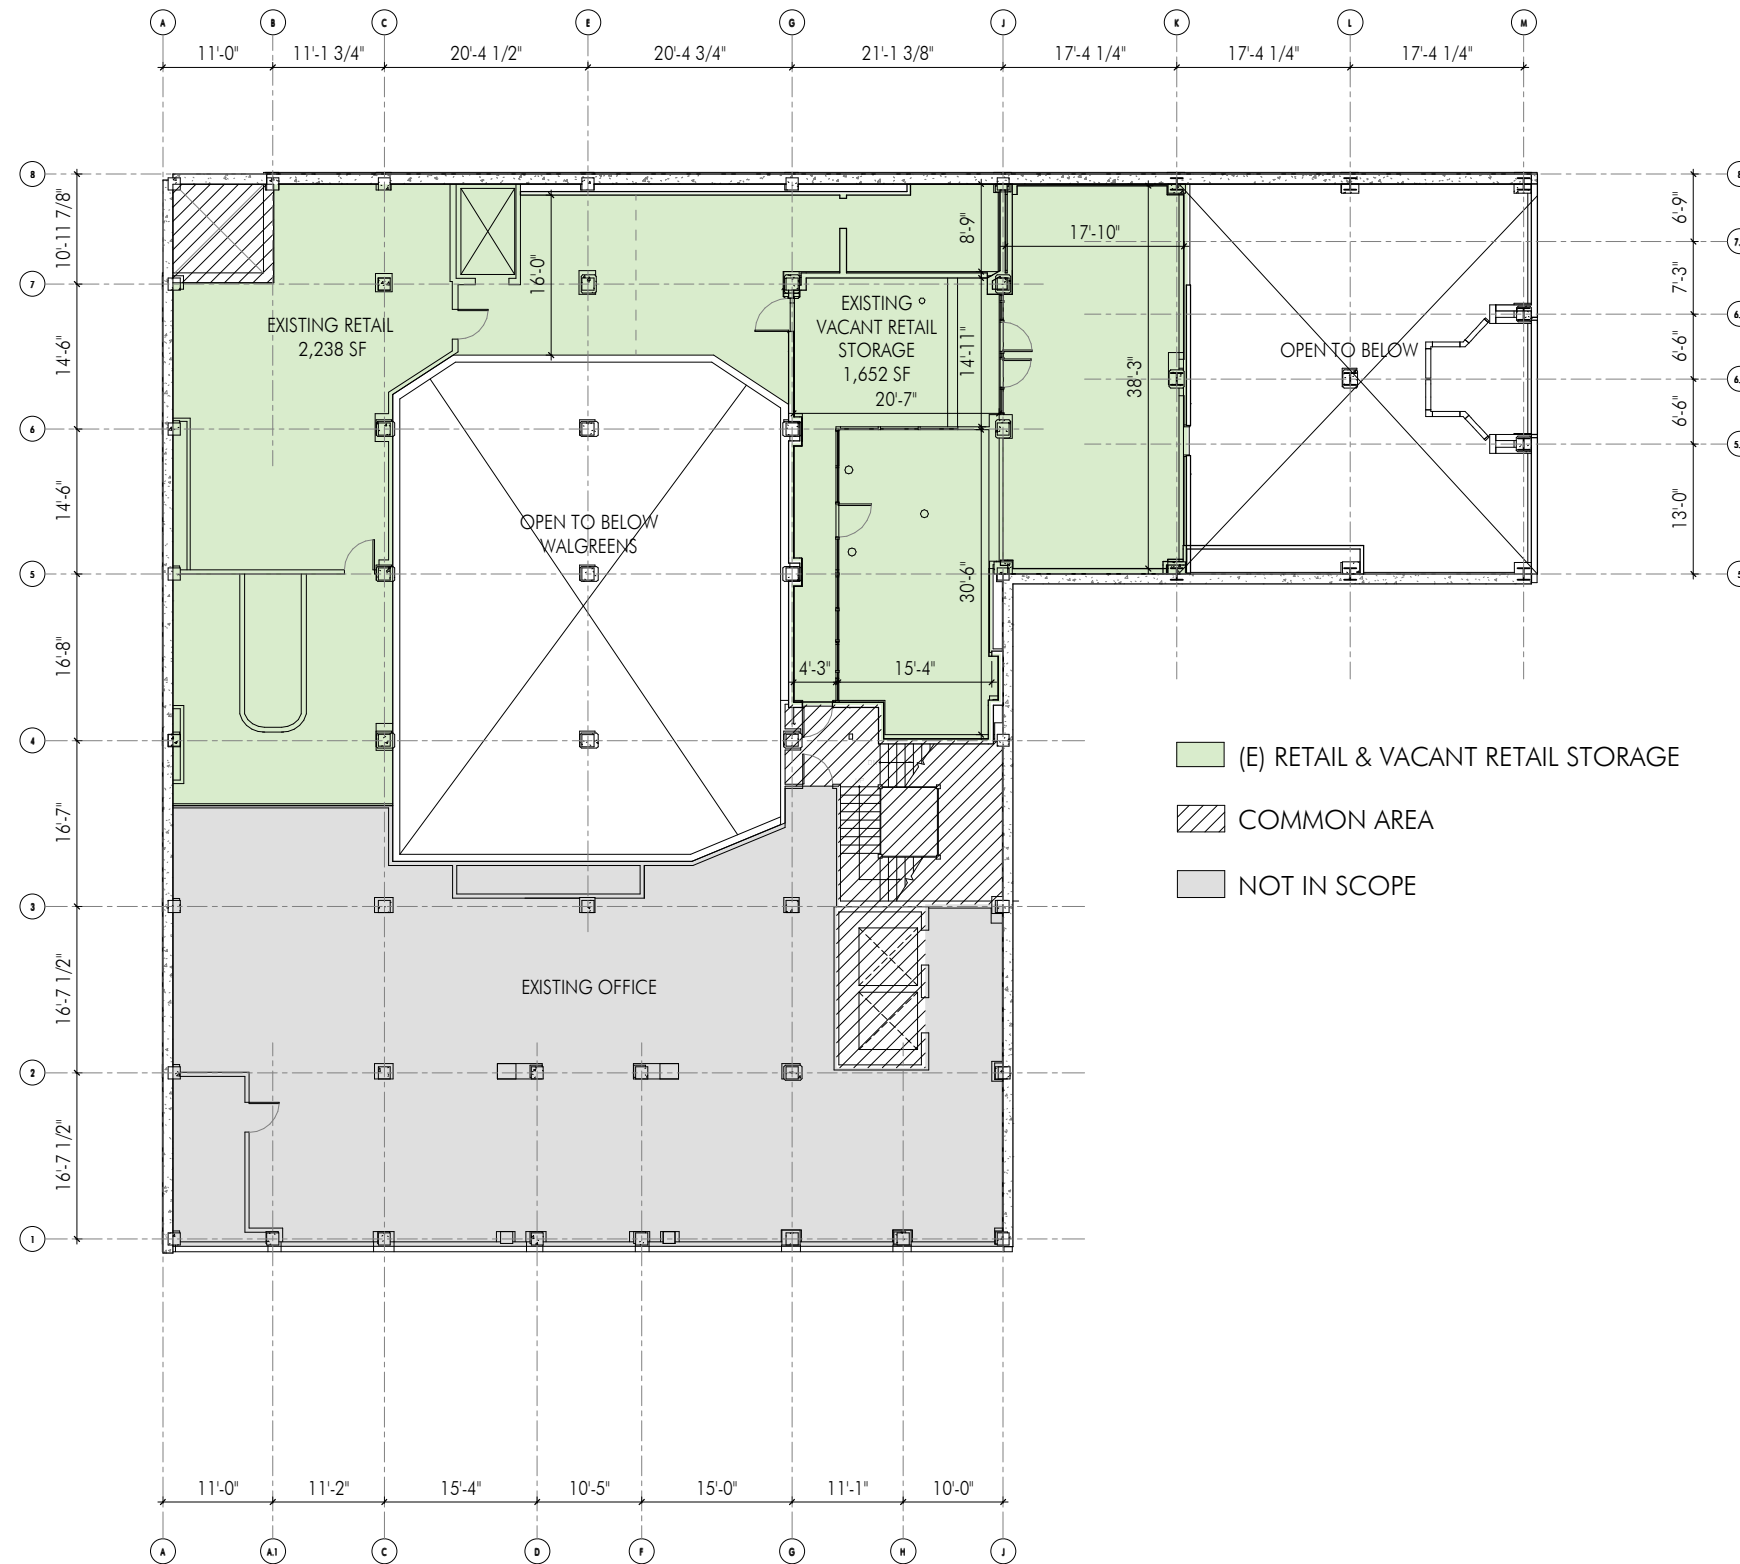 A B C E G J K L M
11'-0" 11'-1 3/4" 20'-4 1/2" 20'-4 3/4" 21'-1 3/8" 17'-4 1/4" 17'-4 1/4" 17'-4 1/4"
8
10'-11 7/8"
7
14'-6"
6
14'-6"
5
16'-8"
4
16'-7"
3
16'-7 1/2"
2
16'-7 1/2"
1
EXISTING RETAIL
2,238 SF
16'-0"
8'-9"
EXISTING
VACANT RETAIL
STORAGE
1,652 SF
20'-7"
14'-11"
17'-10"
38'-3"
OPEN TO BELOW
OPEN TO BELOW
WALGREENS
30'-6"
4'-3" 15'-4"
EXISTING OFFICE
6'-9"
7'-3"
6'-6"
6'-6"
13'-0"
(E) RETAIL & VACANT RETAIL STORAGE
COMMON AREA
NOT IN SCOPE
11'-0" 11'-2" 15'-4" 10'-5" 15'-0" 11'-1" 10'-0"
A A.1 C D F G H J